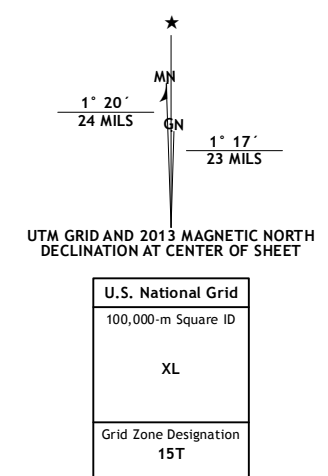 ★
MN
1° 20´
24 MILS
GN
1° 17´
23 MILS
UTM GRID AND 2013 MAGNETIC NORTH
DECLINATION AT CENTER OF SHEET
U.S. National Grid
100,000-m Square ID
XL
Grid Zone Designation
15T